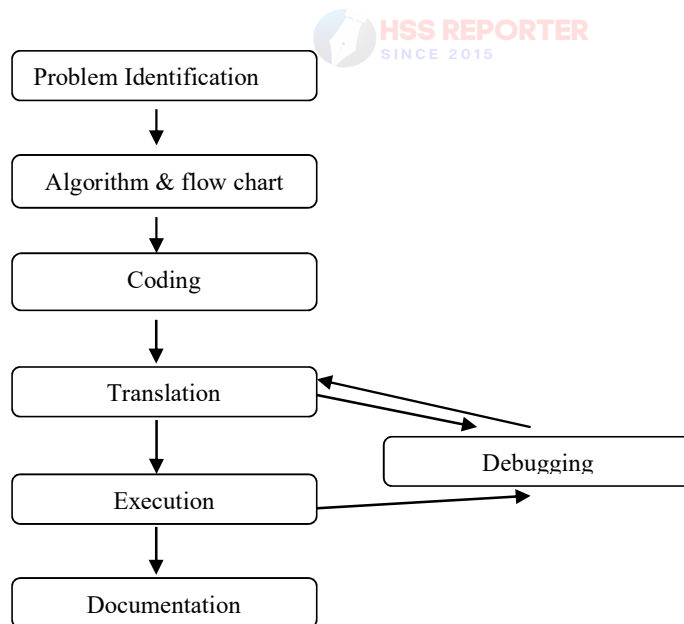 HSS REPORTER
SINCE 2015
Problem Identification
Algorithm & flow chart
Coding
Translation
Debugging
Execution
Documentation